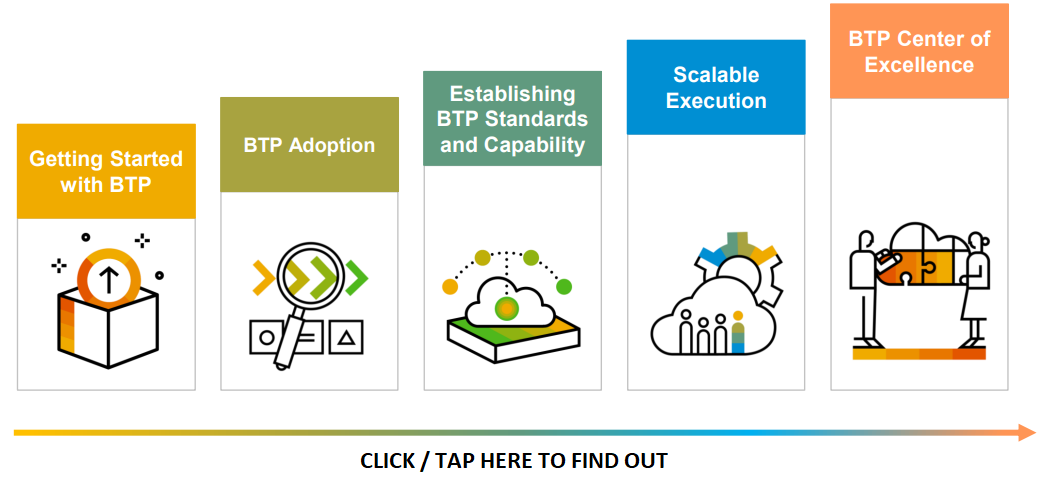 Getting Started
with BTP
BTP Adoption
Establishing
BTP Standards
and Capability
Scalable
Execution
BTP Center of
Excellence
CLICK / TAP HERE TO FIND OUT